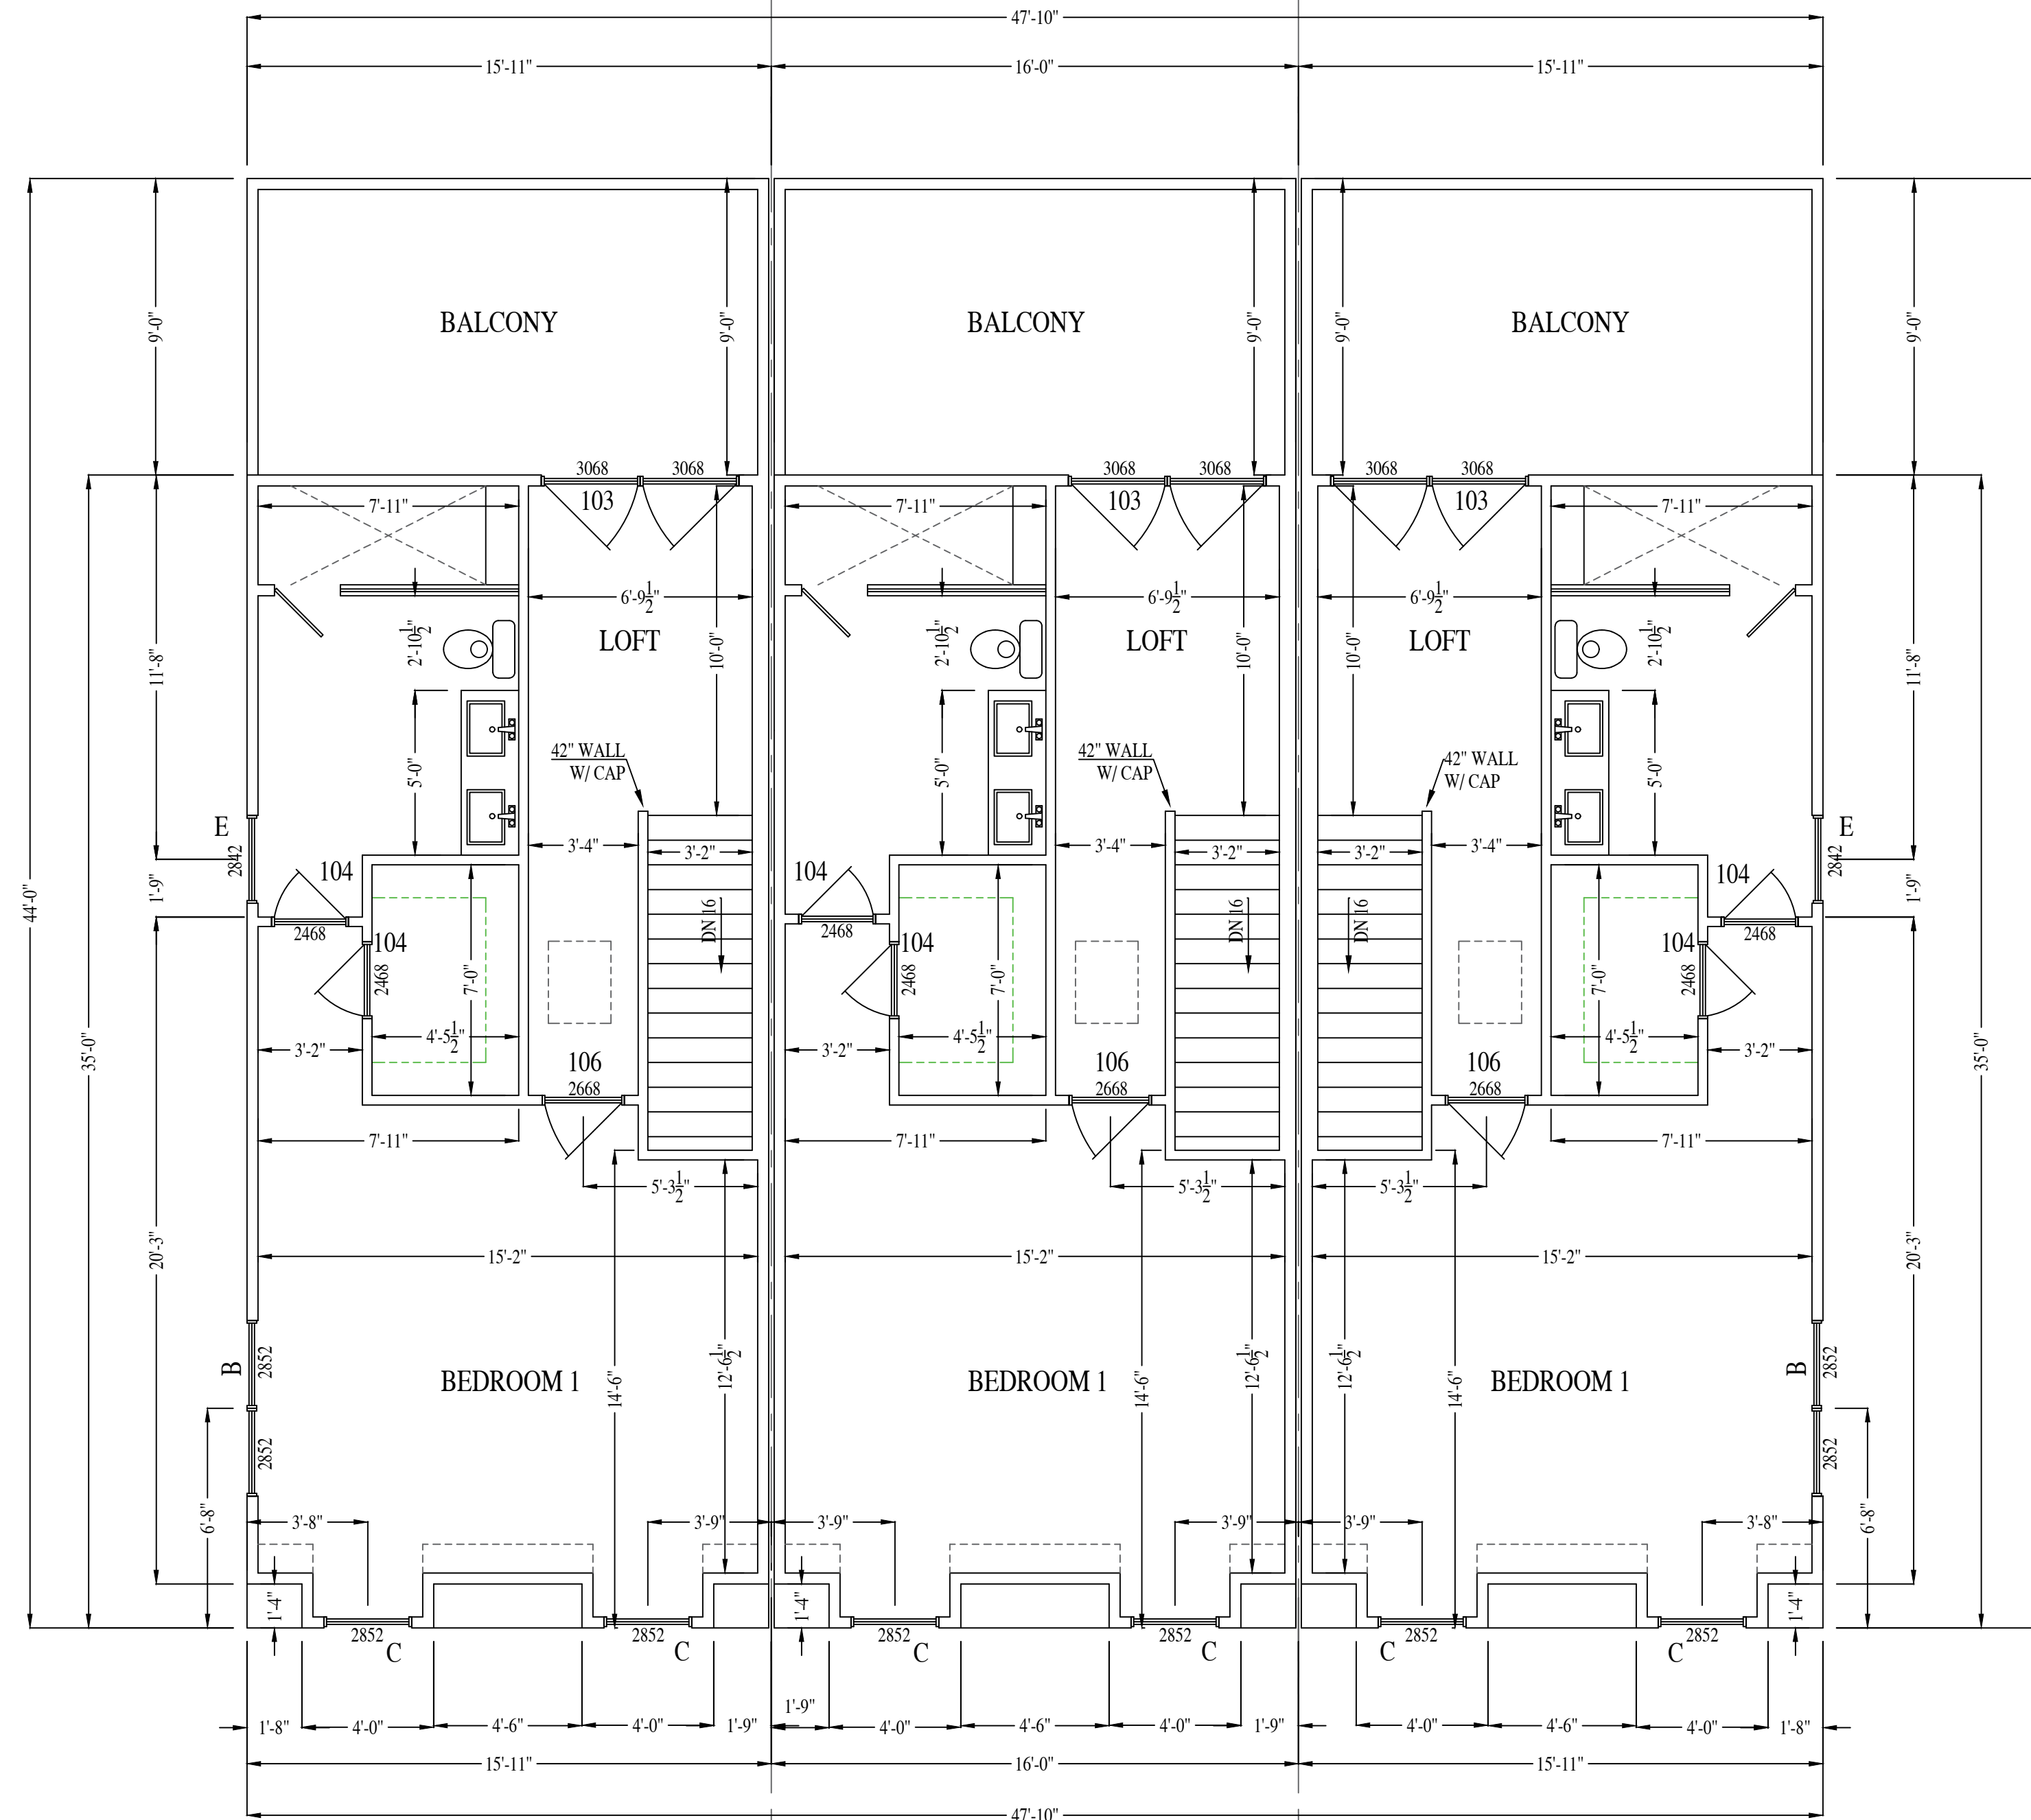 47'-10"
15'-11" 16'-0" 15'-11"
BALCONY BALCONY BALCONY
9'-0" 9'-0" 9'-0" 9'-0" 9'-0"
3068 3068 3068 3068 3068 3068
103 103 103
7'-11" 7'-11" 7'-11"
6'-9 1/2" 6'-9 1/2" 6'-9 1/2"
LOFT LOFT LOFT
2'-10 1/2" 2'-10 1/2" 2'-10 1/2"
10'-0" 10'-0" 10'-0"
11'-8" 11'-8"
42" WALL 42" WALL 42" WALL
W/ CAP W/ CAP W/ CAP
5'-0" 5'-0" 5'-0"
E E
2842 2842
3'-4" 3'-2" 3'-4" 3'-2" 3'-2" 3'-4"
104 104 104
1'-9" 1'-9"
44'-0"
DN 16 DN 16 DN 16
2468 2468 2468
104 104 104
2468 2468 2468
7'-0" 7'-0" 7'-0"
35'-0" 35'-0"
3'-2" 4'-5 1/2" 3'-2" 4'-5 1/2" 4'-5 1/2" 3'-2"
106 106 106
2668 2668 2668
7'-11" 7'-11" 7'-11"
5'-3 1/2" 5'-3 1/2" 5'-3 1/2"
20'-3" 20'-3"
15'-2" 15'-2" 15'-2"
B B
2852 2852
BEDROOM 1 BEDROOM 1 BEDROOM 1
14'-6" 12'-6 1/2" 14'-6" 12'-6 1/2" 12'-6 1/2" 14'-6"
2852 2852
6'-8" 6'-8"
3'-8" 3'-9" 3'-9" 3'-9" 3'-9" 3'-8"
1'-4" 1'-4" 1'-4"
2852 2852 2852 2852 2852 2852
C C C C C C
1'-9"
1'-8" 4'-0" 4'-6" 4'-0" 1'-9" 4'-0" 4'-6" 4'-0" 1'-9" 4'-0" 4'-6" 4'-0" 1'-8"
15'-11" 16'-0" 15'-11"
47'-10"